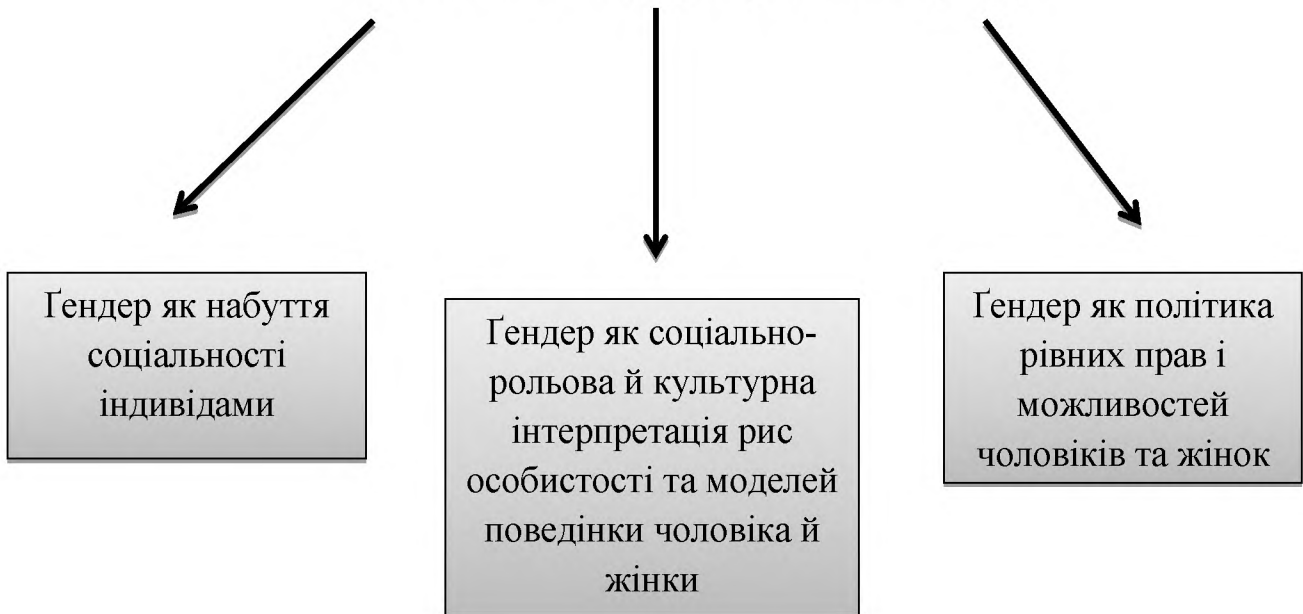 Ґендер як набуття
соціальності
індивідами
Ґендер як соціально-
рольова й культурна
інтерпретація рис
особистості та моделей
поведінки чоловіка й
жінки
Ґендер як політика
рівних прав і
можливостей
чоловіків та жінок